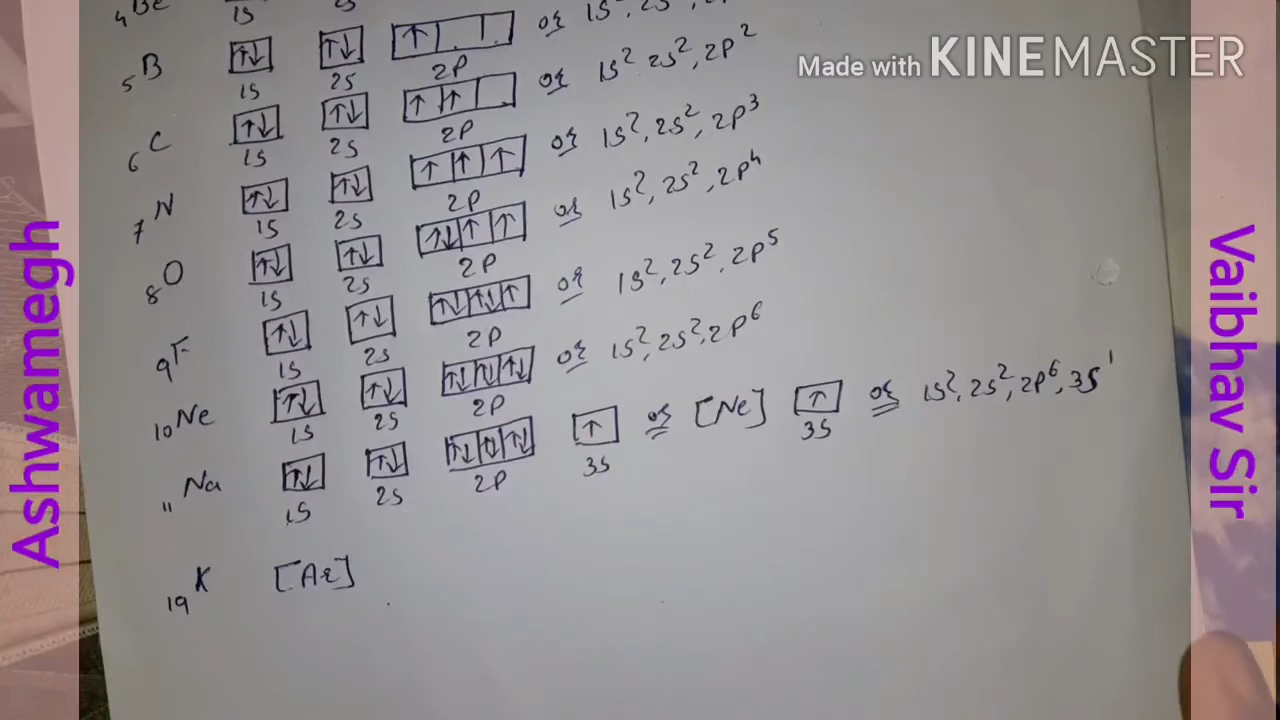 4Be 1S 2S
5B ↑↓ ↑↓ ↑ or 1S², 2S²,
1S 2S 2P
6C ↑↓ ↑↓ ↑ ↑ or 1S² 2S², 2P²
1S 2S 2P
7N ↑↓ ↑↓ ↑ ↑ ↑ or 1S², 2S², 2P³
1S 2S 2P
8O ↑↓ ↑↓ ↑↓ ↑ ↑ or 1S², 2S², 2P⁴
1S 2S 2P
9F ↑↓ ↑↓ ↑↓ ↑↓ ↑ or 1S², 2S², 2P⁵
1S 2S 2P
10Ne ↑↓ ↑↓ ↑↓ ↑↓ ↑↓ or 1S², 2S², 2P⁶
1S 2S 2P
11Na ↑↓ ↑↓ ↑↓ ↑↓ ↑↓ ↑ or [Ne] ↑ or 1S², 2S², 2P⁶, 3S¹
1S 2S 2P 3S 3S
19K [Ar]
Made with KINEMASTER
Ashwamegh
Vaibhav Sir